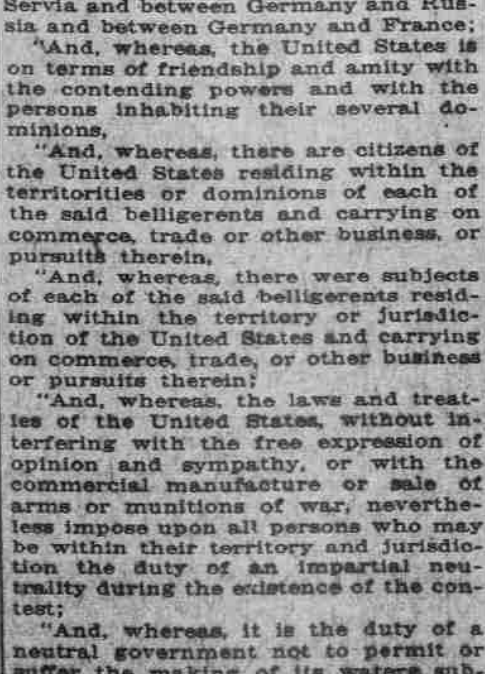 Servia and between Germany and Rus-
sia and between Germany and France;
"And, whereas, the United States is
on terms of friendship and amity with
the contending powers and with the
persons inhabiting their several do-
minions,
"And, whereas, there are citizens of
the United States residing within the
territorities or dominions of each of
the said belligerents and carrying on
commerce, trade or other business, or
pursuits therein,
"And, whereas, there were subjects
of each of the said belligerents resid-
ing within the territory or jurisdic-
tion of the United States and carrying
on commerce, trade, or other business
or pursuits therein;
"And, whereas, the laws and treat-
ies of the United States, without in-
terfering with the free expression of
opinion and sympathy, or with the
commercial manufacture or sale of
arms or munitions of war, neverthe-
less impose upon all persons who may
be within their territory and jurisdic-
tion the duty of an impartial neu-
trality during the existence of the con-
test;
"And, whereas, it is the duty of a
neutral government not to permit or
suffer the making of its waters sub-